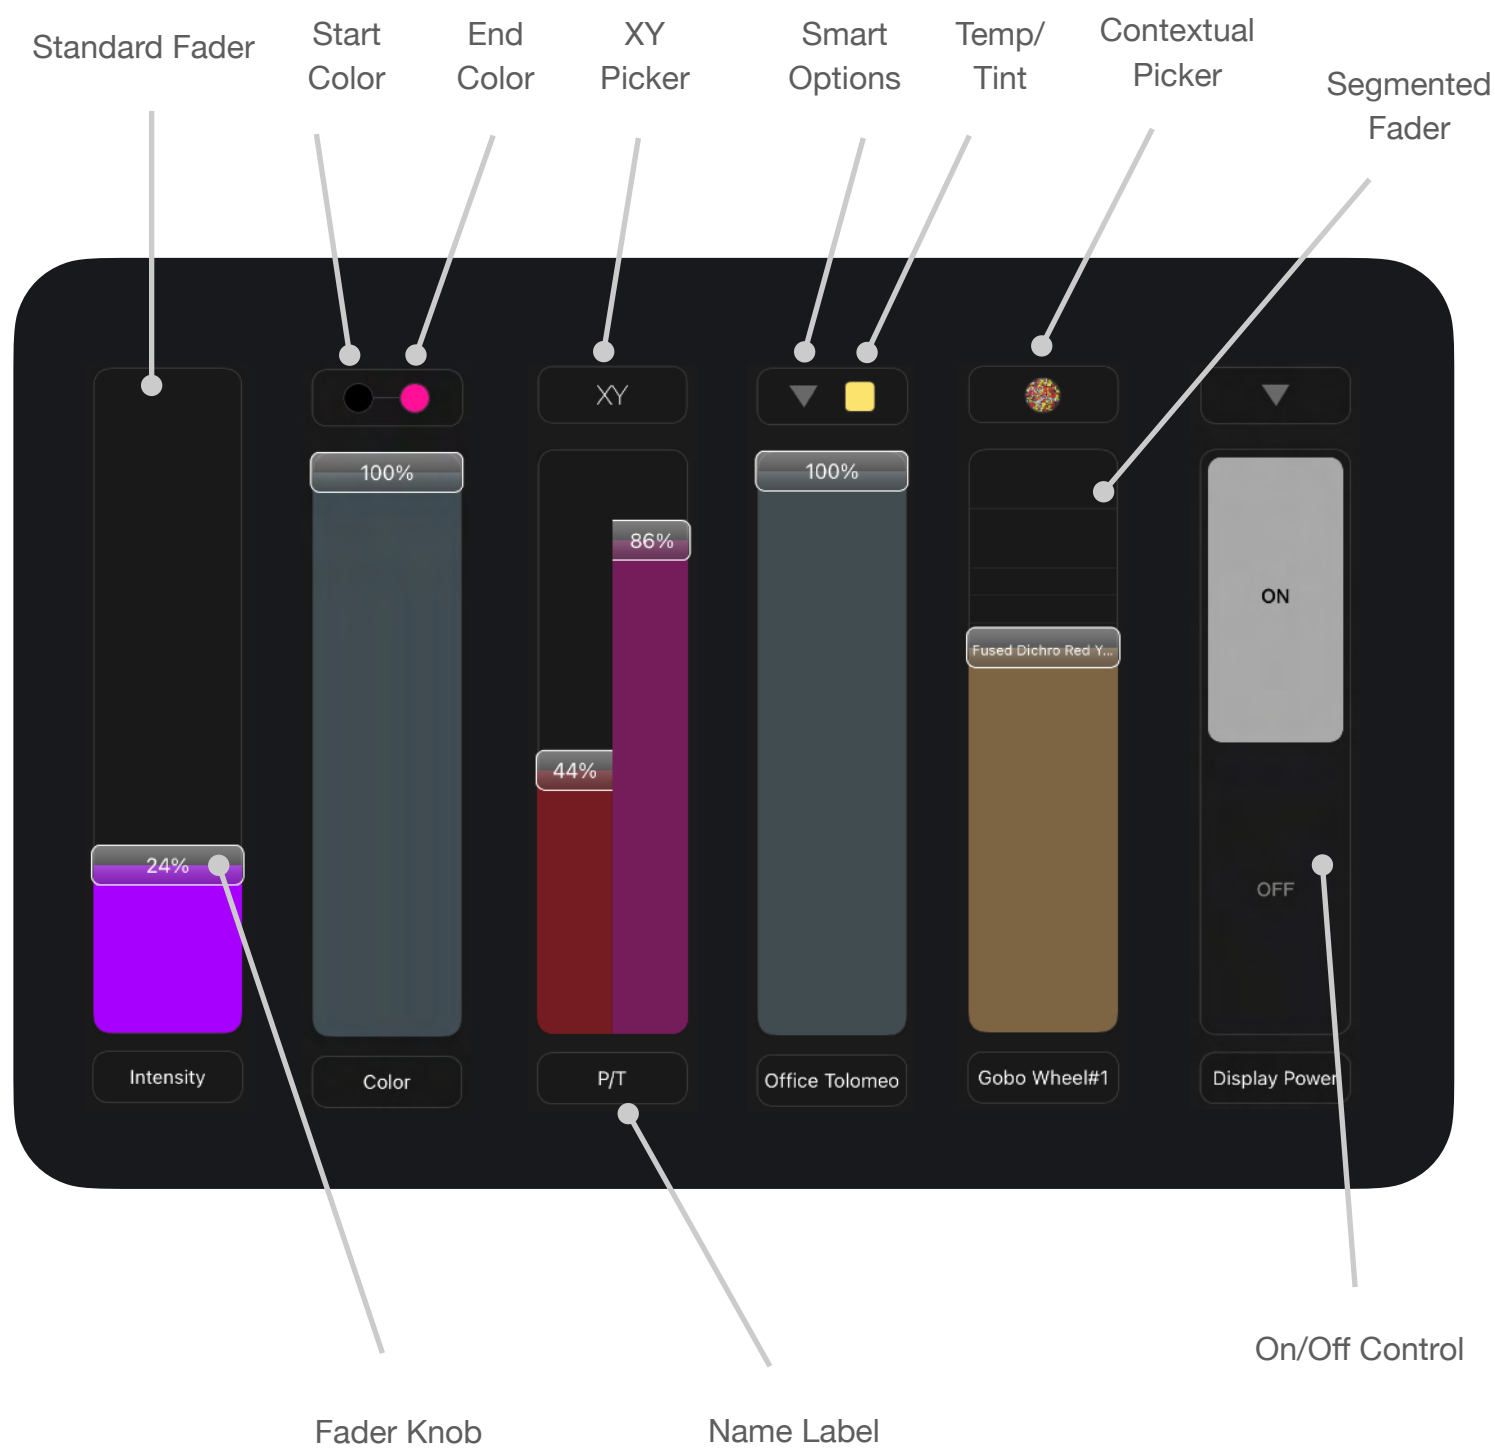 Standard Fader
Start
Color
End
Color
XY
Picker
Smart
Options
Temp/
Tint
Contextual
Picker
Segmented
Fader
XY
100%
100%
86%
ON
Fused Dichro Red Y...
44%
24%
OFF
Intensity
Color
P/T
Office Tolomeo
Gobo Wheel#1
Display Power
On/Off Control
Fader Knob
Name Label